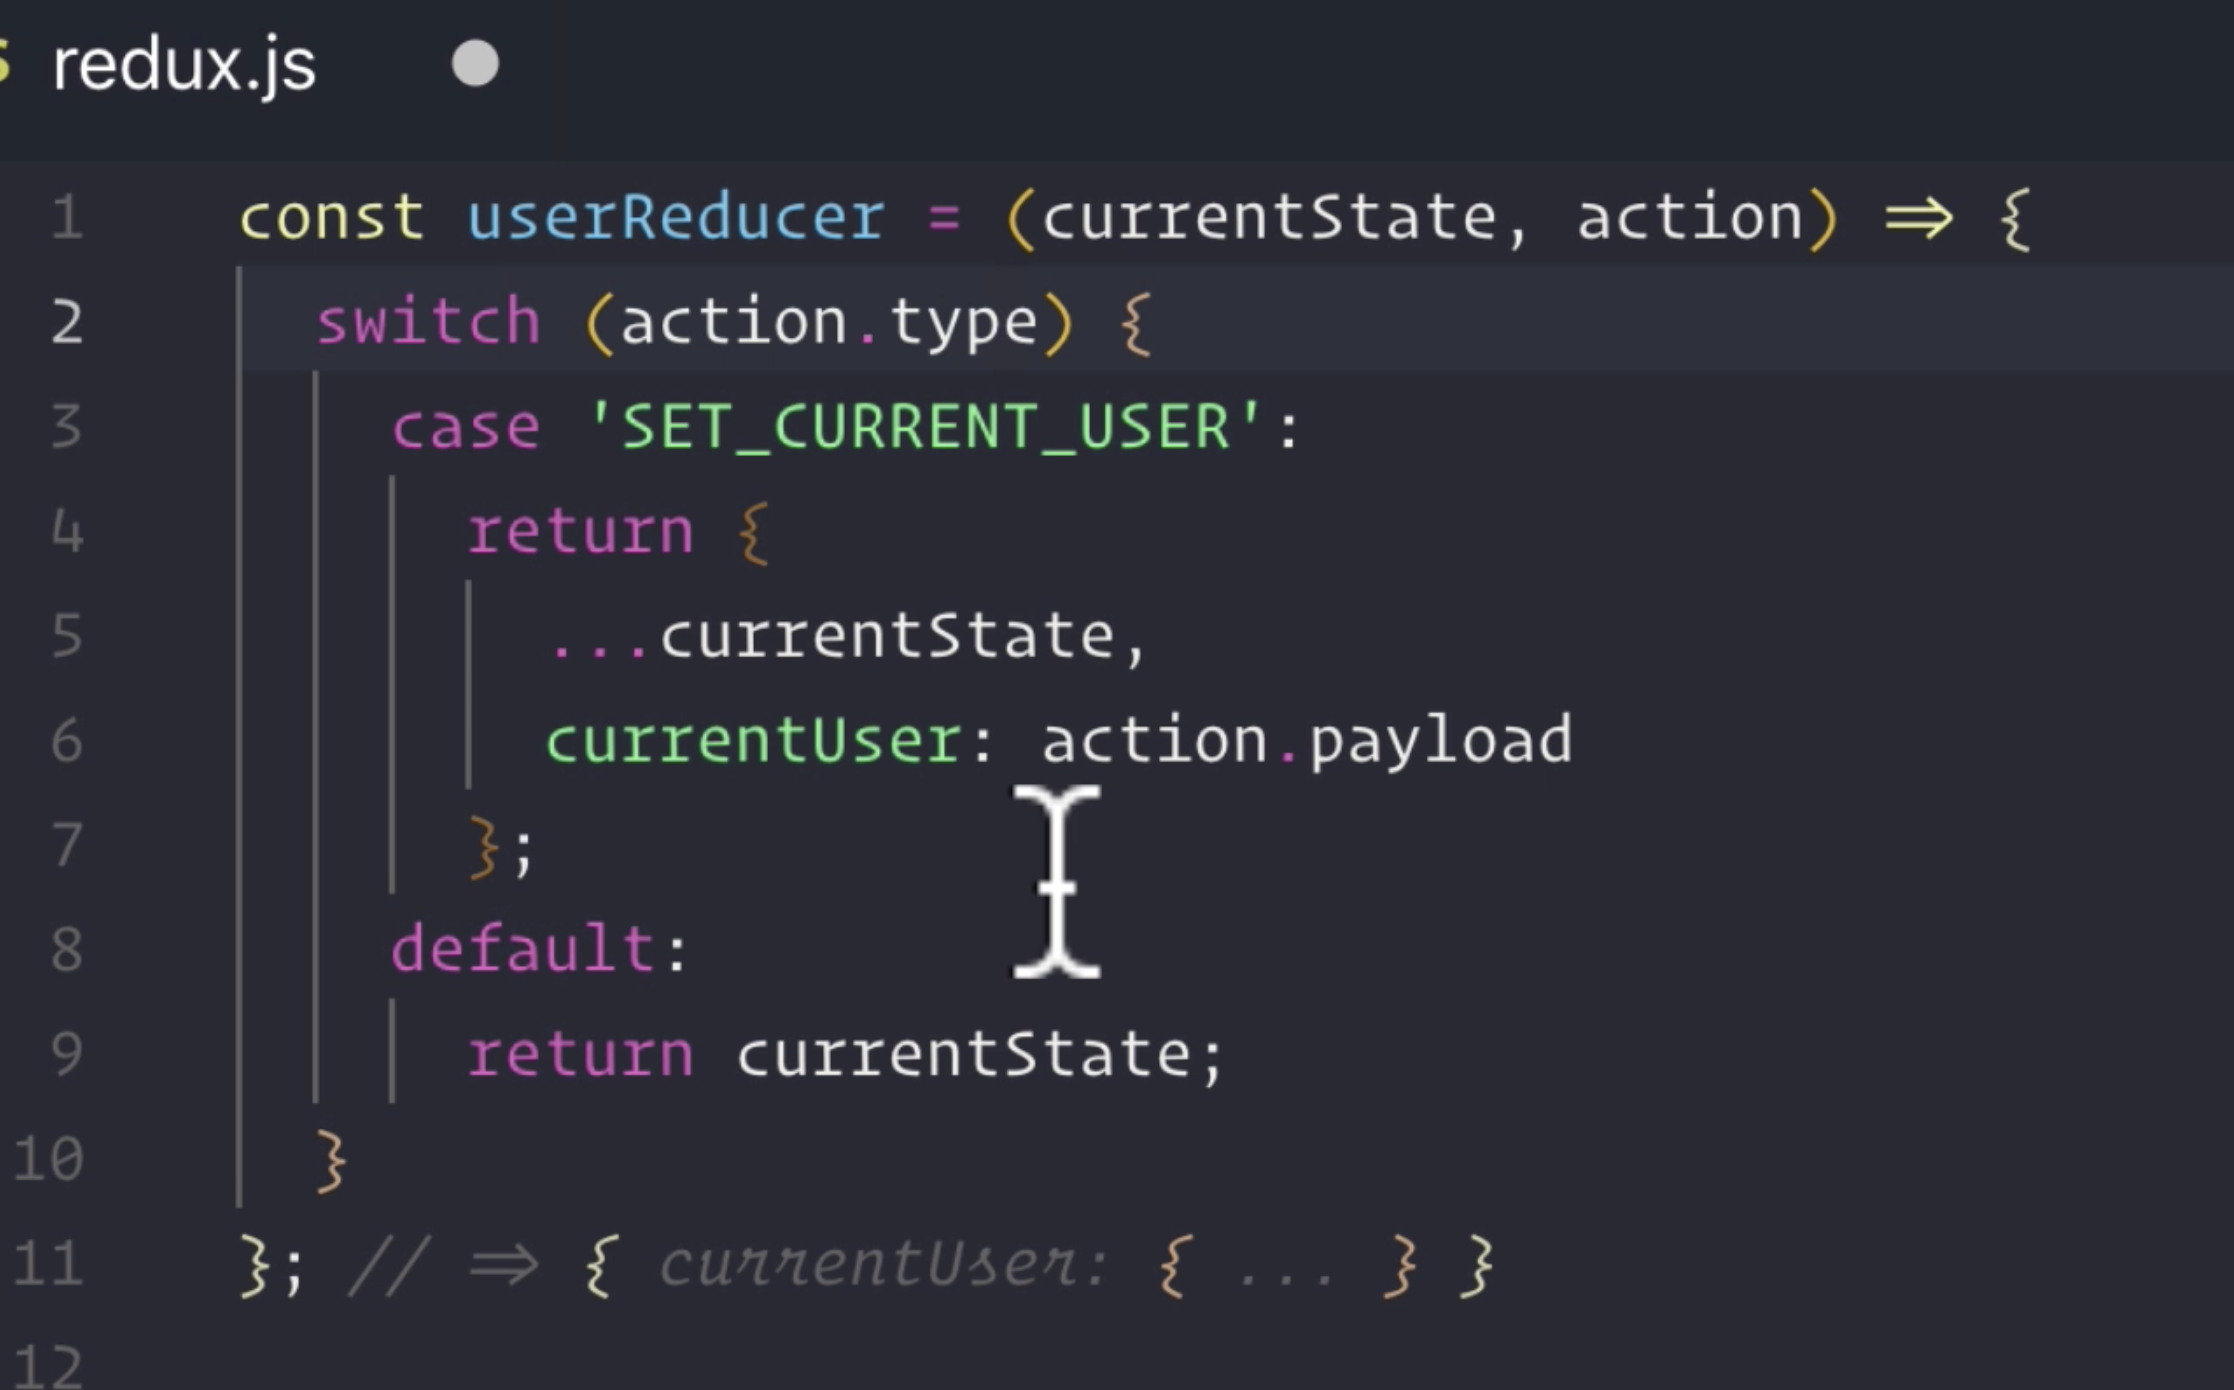 redux.js
1 const userReducer = (currentState, action) => {
2 switch (action.type) {
3 case 'SET_CURRENT_USER':
4 return {
5 ...currentState,
6 currentUser: action.payload
7 };
8 default:
9 return currentState;
10 }
11 }; // => { currentUser: { ... } }
12